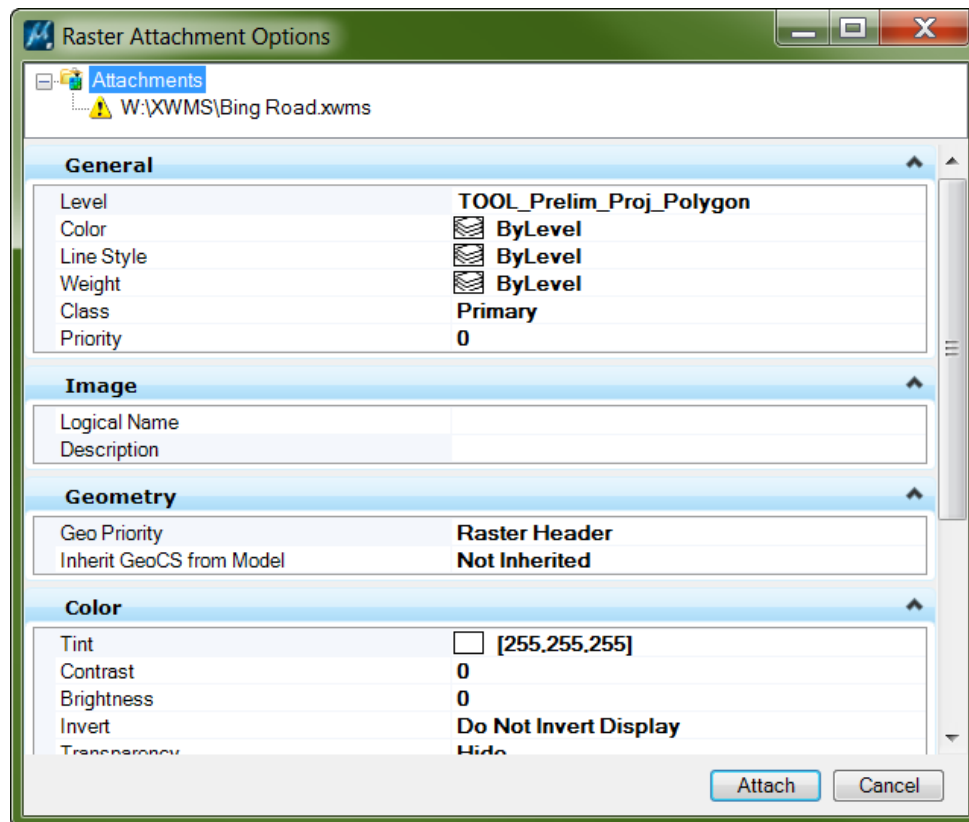 Raster Attachment Options
Attachments
W:\XWMS\Bing Road.xwms
General
Level TOOL_Prelim_Proj_Polygon
Color ByLevel
Line Style ByLevel
Weight ByLevel
Class Primary
Priority 0
Image
Logical Name
Description
Geometry
Geo Priority Raster Header
Inherit GeoCS from Model Not Inherited
Color
Tint [255,255,255]
Contrast 0
Brightness 0
Invert Do Not Invert Display
Transparency Hide
Attach Cancel